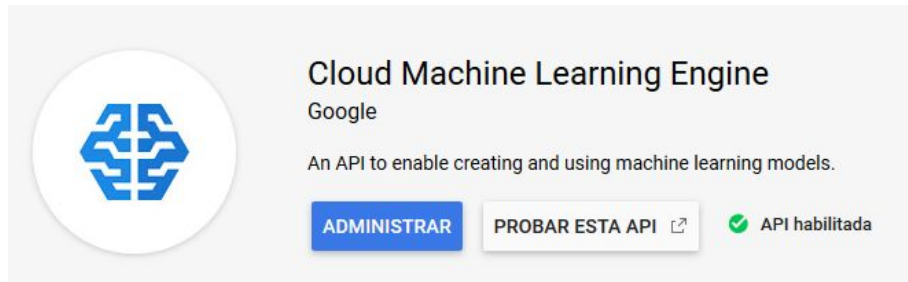 Cloud Machine Learning Engine
Google
An API to enable creating and using machine learning models.
ADMINISTRAR PROBAR ESTA API API habilitada